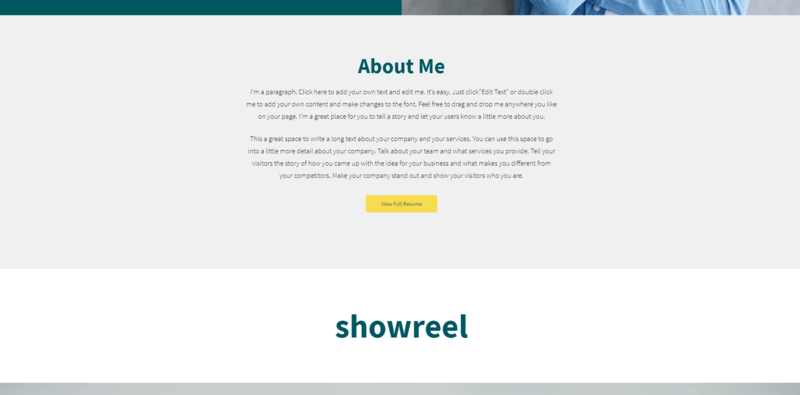 About Me
I'm a paragraph. Click here to add your own text and edit me. It's easy. Just click"Edit Text" or double click
me to add your own content and make changes to the font. Feel free to drag and drop me anywhere you like
on your page. I'm a great place for you to tell a story and let your users know a little more about you.
This a great space to write a long text about your company and your services. You can use this space to go
into a little more detail about your company. Talk about your team and what services you provide. Tell your
visitors the story of how you came up with the idea for your business and what makes you different from
your competitors. Make your company stand out and show your visitors who you are.
View Full Resume
showreel